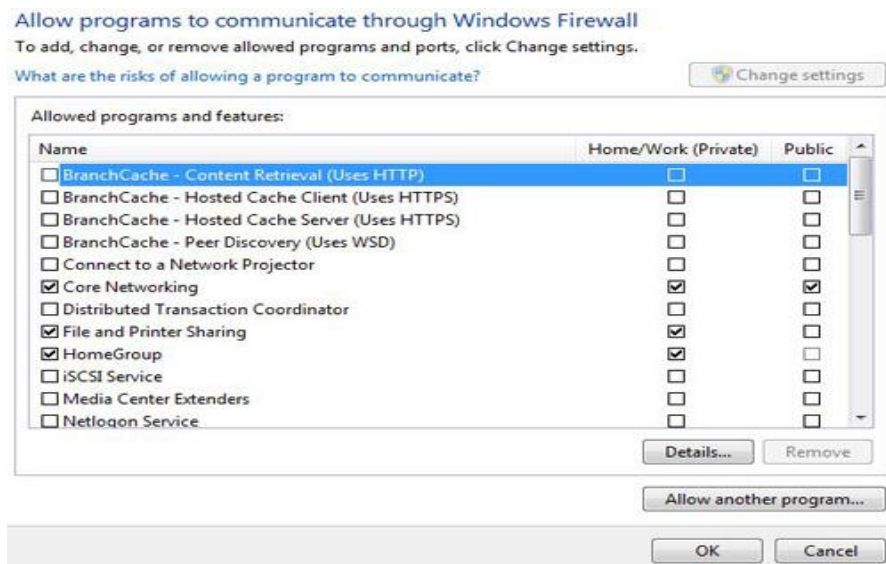 Allow programs to communicate through Windows Firewall
To add, change, or remove allowed programs and ports, click Change settings.
What are the risks of allowing a program to communicate?
Change settings
Allowed programs and features:
Name Home/Work (Private) Public
BranchCache - Content Retrieval (Uses HTTP)
BranchCache - Hosted Cache Client (Uses HTTPS)
BranchCache - Hosted Cache Server (Uses HTTPS)
BranchCache - Peer Discovery (Uses WSD)
Connect to a Network Projector
Core Networking
Distributed Transaction Coordinator
File and Printer Sharing
HomeGroup
iSCSI Service
Media Center Extenders
Netlogon Service
Details... Remove
Allow another program...
OK Cancel